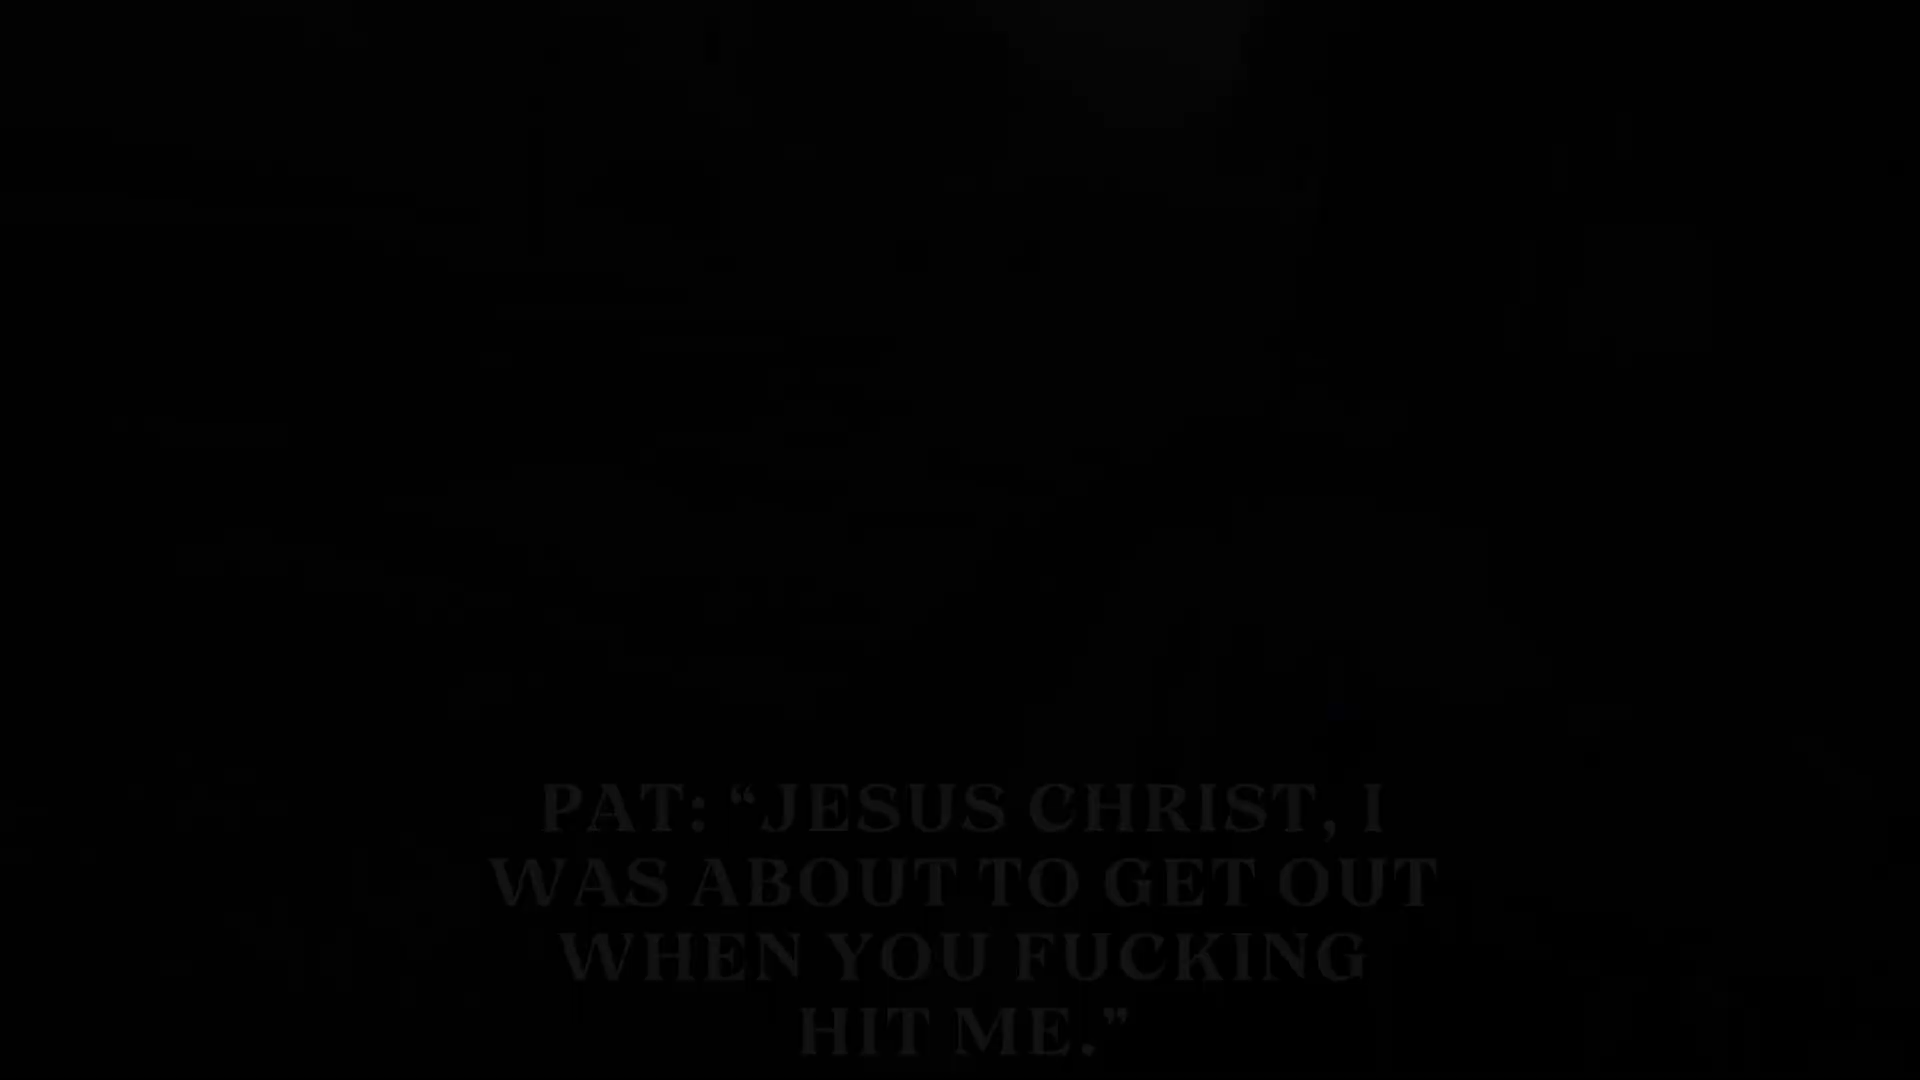 PAT: “JESUS CHRIST, I
WAS ABOUT TO GET OUT
WHEN YOU FUCKING
HIT ME.”